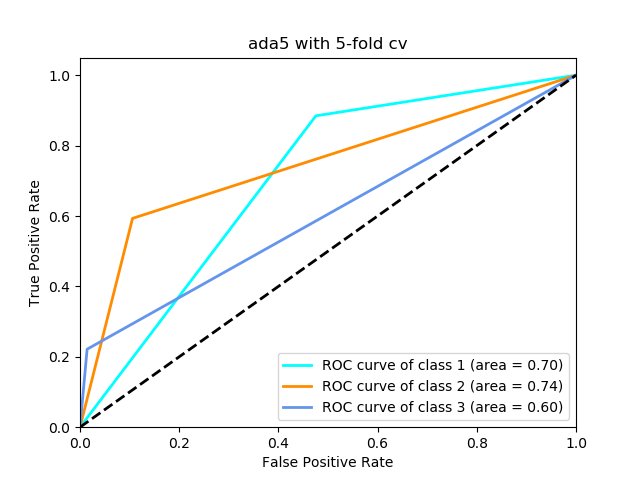 ada5 with 5-fold cv
1.0
0.8
0.6
0.4
0.2
0.0
True Positive Rate
0.0 0.2 0.4 0.6 0.8 1.0
False Positive Rate
ROC curve of class 1 (area = 0.70)
ROC curve of class 2 (area = 0.74)
ROC curve of class 3 (area = 0.60)